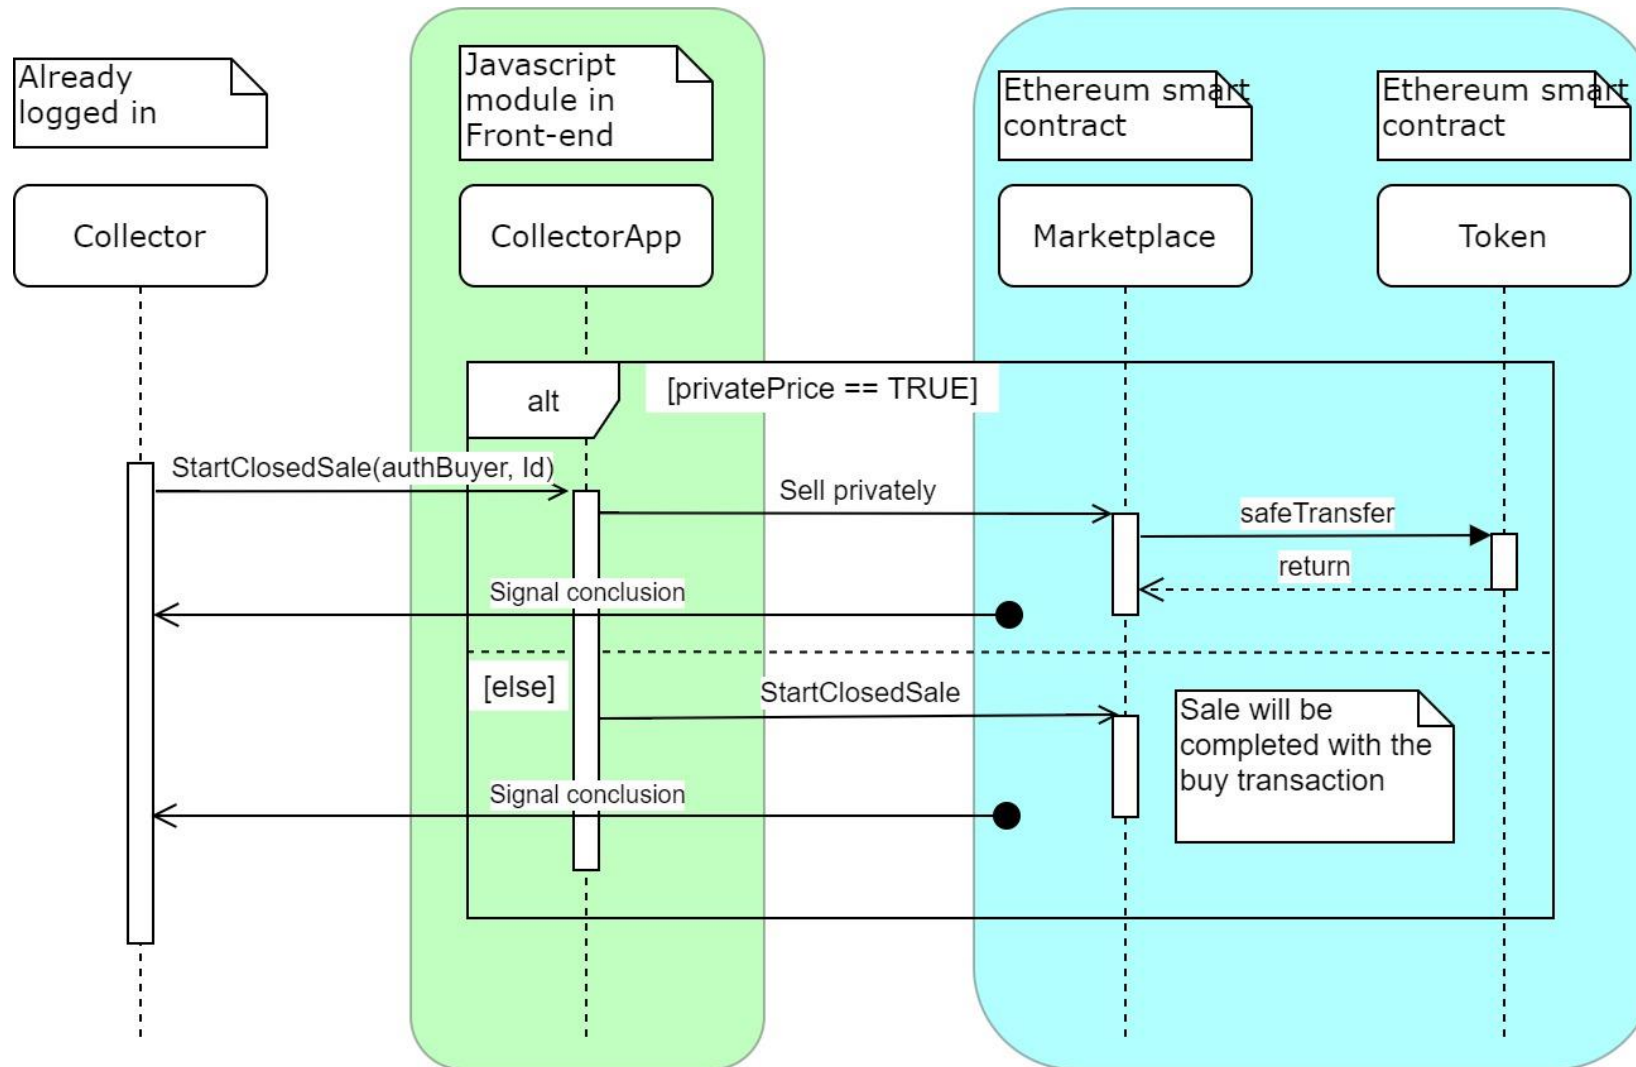 Already
logged in
Javascript
module in
Front-end
Ethereum smart
contract
Ethereum smart
contract
Collector
CollectorApp
Marketplace
Token
alt
[privatePrice == TRUE]
StartClosedSale(authBuyer, Id)
Sell privately
safeTransfer
return
Signal conclusion
[else]
StartClosedSale
Sale will be
completed with the
buy transaction
Signal conclusion